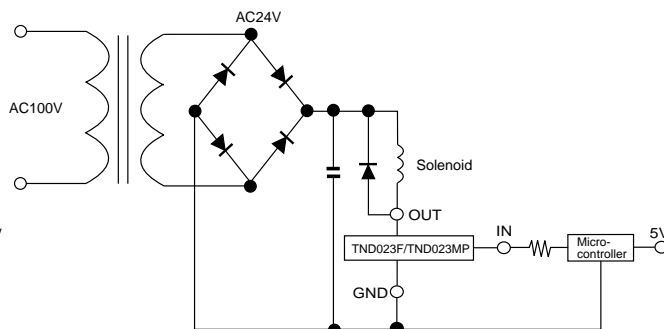 AC24V
AC100V
Solenoid
OUT
TND023F/TND023MP
IN
Micro-
controller
5V
GND